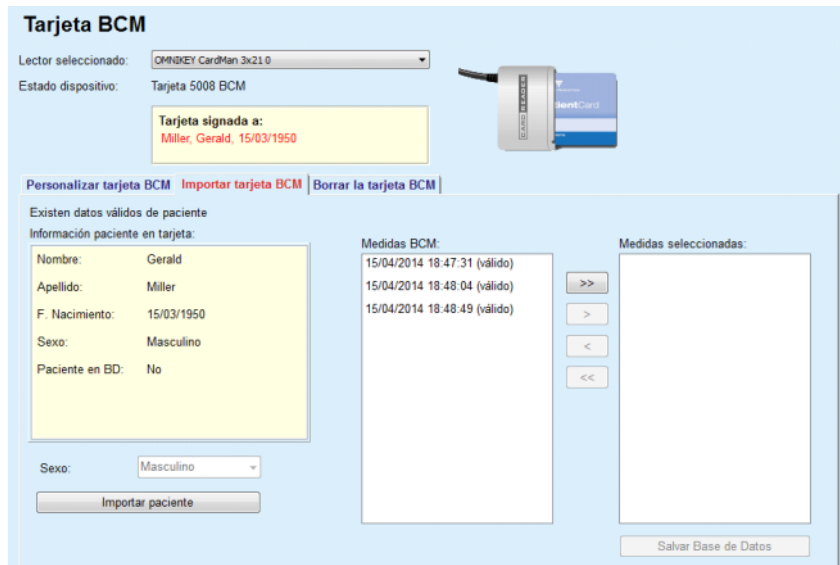 Tarjeta BCM
Lector seleccionado: OMNIKEY CardMan 3x21 0
Estado dispositivo: Tarjeta 5008 BCM
Tarjeta signada a:
Miller, Gerald, 15/03/1950
CARD READER
ientCard
Personalizar tarjeta BCM Importar tarjeta BCM Borrar la tarjeta BCM
Existen datos válidos de paciente
Información paciente en tarjeta:
Nombre: Gerald
Apellido: Miller
F. Nacimiento: 15/03/1950
Sexo: Masculino
Paciente en BD: No
Sexo: Masculino
Importar paciente
Medidas BCM:
15/04/2014 18:47:31 (válido)
15/04/2014 18:48:04 (válido)
15/04/2014 18:48:49 (válido)
>>
>
<
<<
Medidas seleccionadas:
Salvar Base de Datos